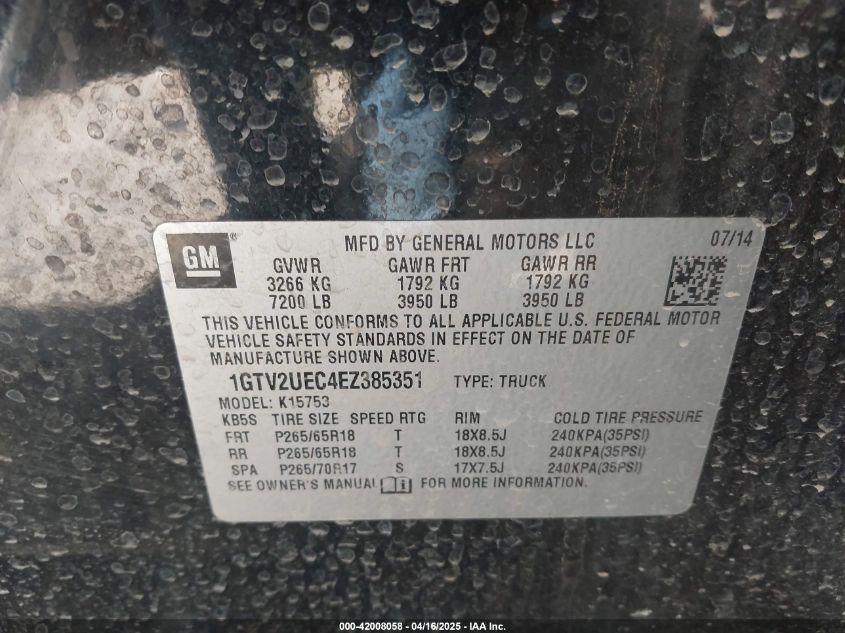 GM ® MFD BY GENERAL MOTORS LLC 07/14
GVWR GAWR FRT GAWR RR
3266 KG 1792 KG 1792 KG
7200 LB 3950 LB 3950 LB
THIS VEHICLE CONFORMS TO ALL APPLICABLE U.S. FEDERAL MOTOR
VEHICLE SAFETY STANDARDS IN EFFECT ON THE DATE OF
MANUFACTURE SHOWN ABOVE.
1GTV2UEC4EZ385351 TYPE: TRUCK
MODEL: K15753
KB5S TIRE SIZE SPEED RTG RIM COLD TIRE PRESSURE
FRT P265/65R18 T 18X8.5J 240KPA(35PSI)
RR P265/65R18 T 18X8.5J 240KPA(35PSI)
SPA P265/70R17 S 17X7.5J 240KPA(35PSI)
SEE OWNER'S MANUAL FOR MORE INFORMATION.
000-42008058 - 04/16/2025 - IAA Inc.